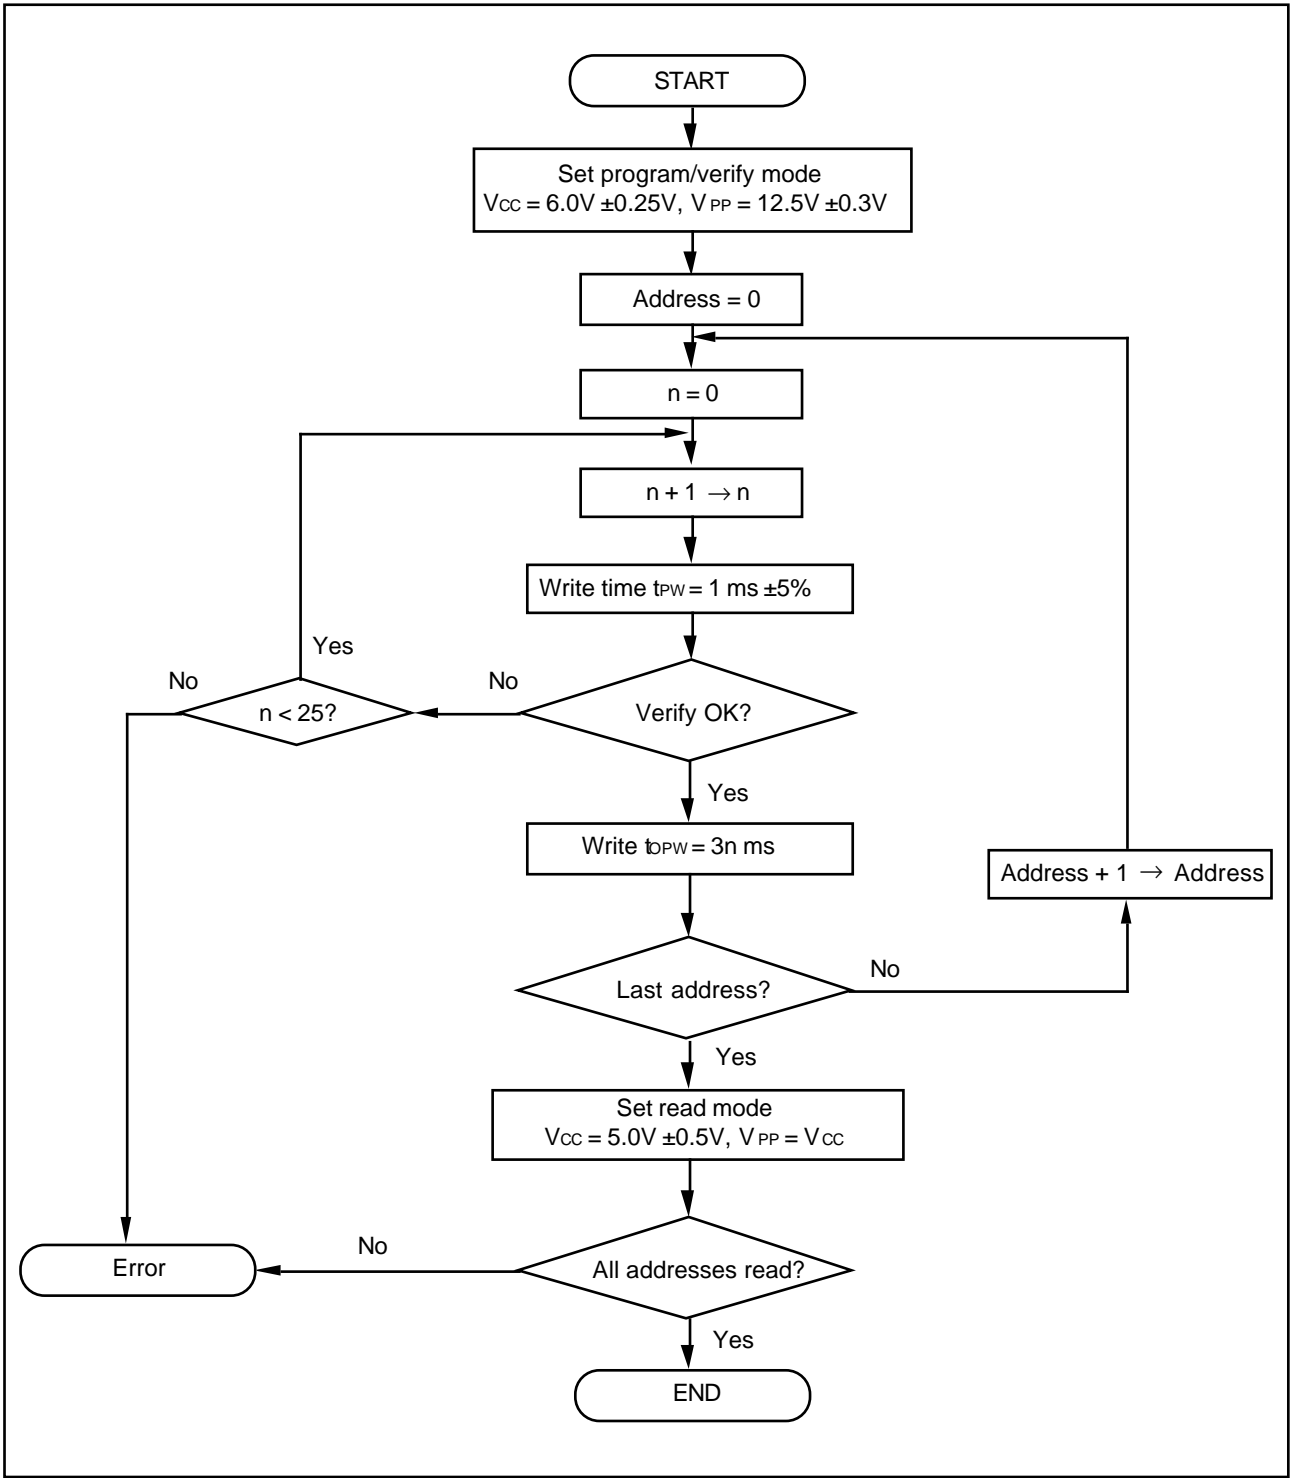 START
Set program/verify mode
VCC = 6.0V ±0.25V, VPP = 12.5V ±0.3V
Address = 0
n = 0
n + 1 → n
Write time tPW = 1 ms ±5%
Yes
No
No
n < 25?
Verify OK?
Yes
Write tOPW = 3n ms
Address + 1 → Address
No
Last address?
Yes
Set read mode
VCC = 5.0V ±0.5V, VPP = VCC
No
Error
All addresses read?
Yes
END